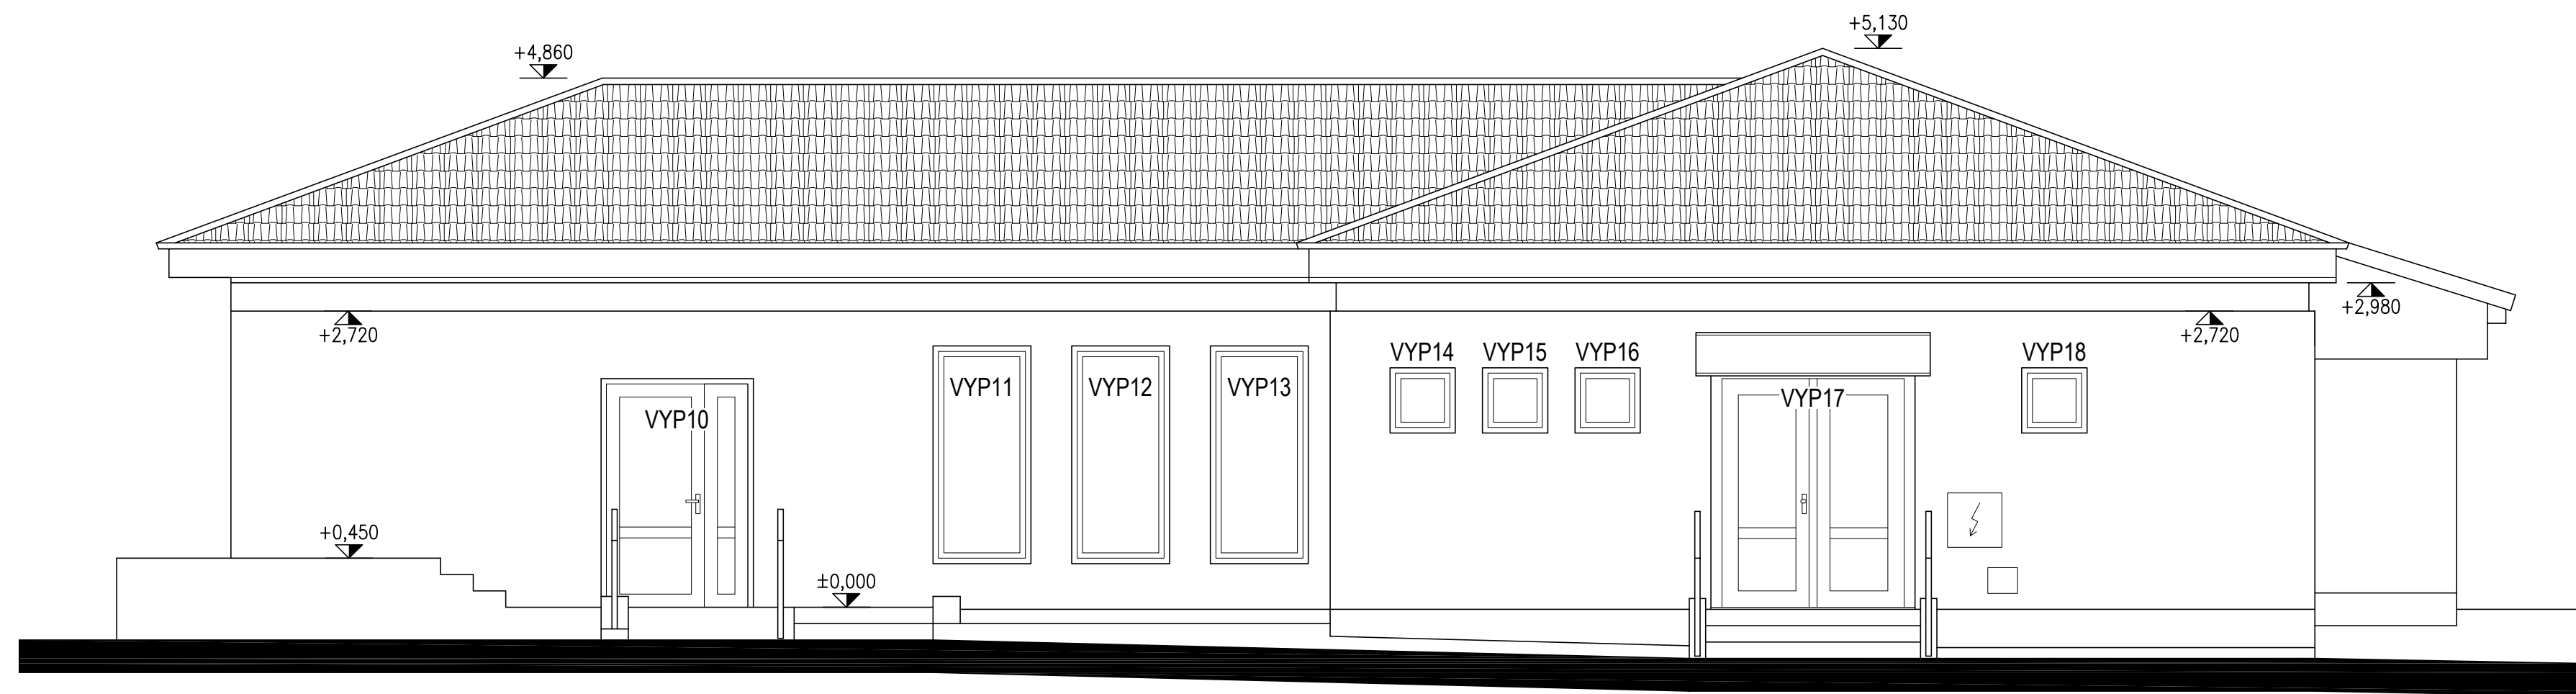 +5,130
+4,860
+2,980
+2,720
+2,720
VYP14 VYP15 VYP16 VYP18
VYP11 VYP12 VYP13 VYP17
VYP10
+0,450
±0,000